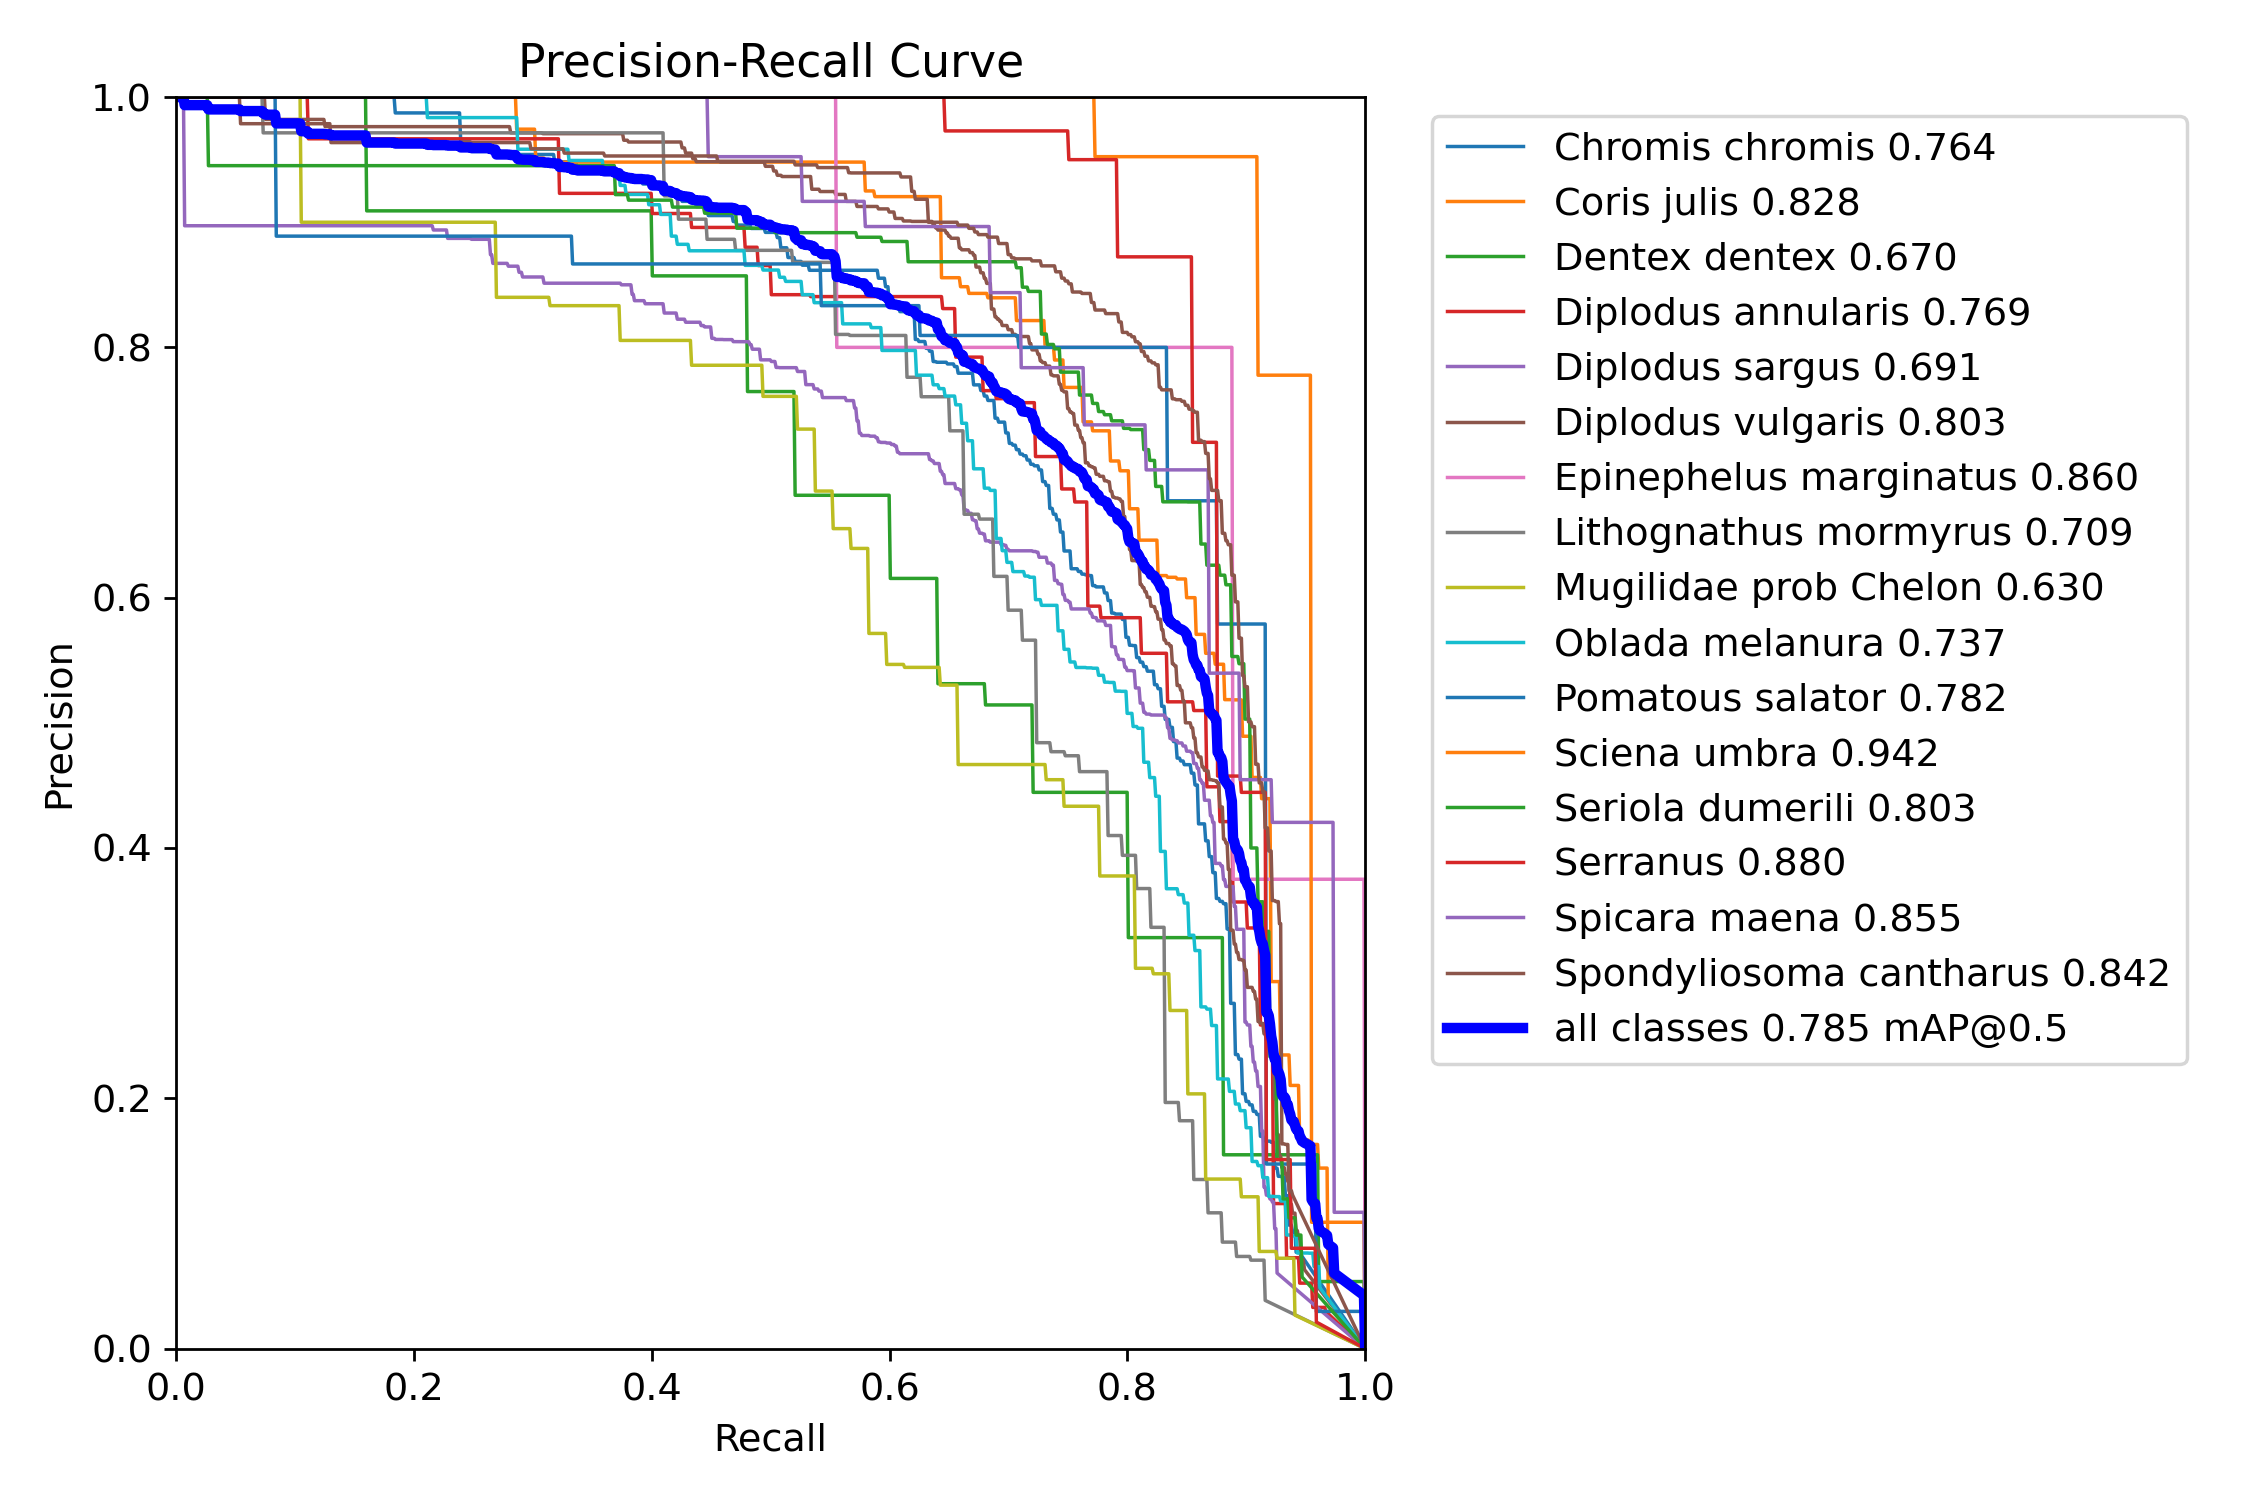 Precision-Recall Curve
1.0
0.8
0.6
0.4
0.2
0.0
Precision
0.0 0.2 0.4 0.6 0.8 1.0
Recall
Chromis chromis 0.764
Coris julis 0.828
Dentex dentex 0.670
Diplodus annularis 0.769
Diplodus sargus 0.691
Diplodus vulgaris 0.803
Epinephelus marginatus 0.860
Lithognathus mormyrus 0.709
Mugilidae prob Chelon 0.630
Oblada melanura 0.737
Pomatous salator 0.782
Sciena umbra 0.942
Seriola dumerili 0.803
Serranus 0.880
Spicara maena 0.855
Spondyliosoma cantharus 0.842
all classes 0.785 mAP@0.5